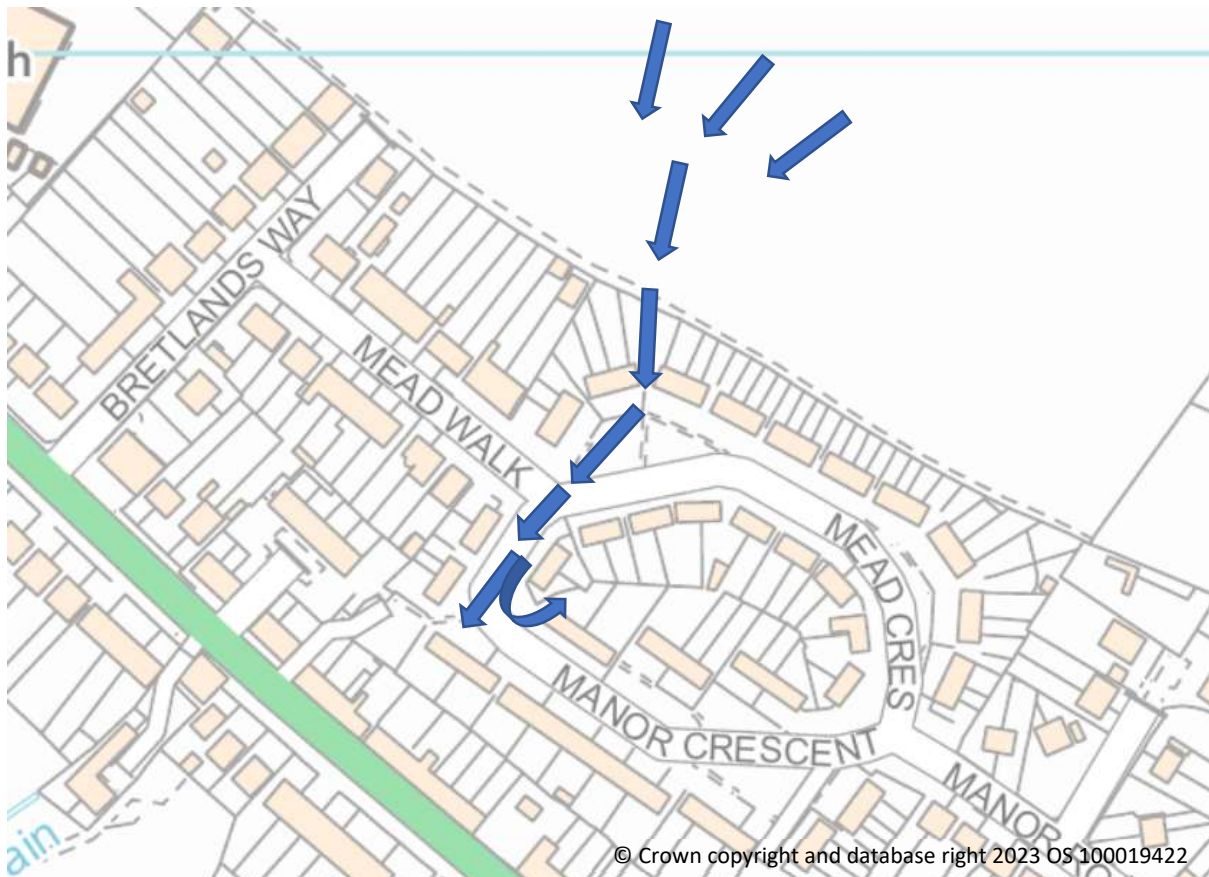 h
BRETLANDS WAY
MEAD WALK
MEAD CRES
MANOR CRESCENT
MANOR
ain
© Crown copyright and database right 2023 OS 100019422